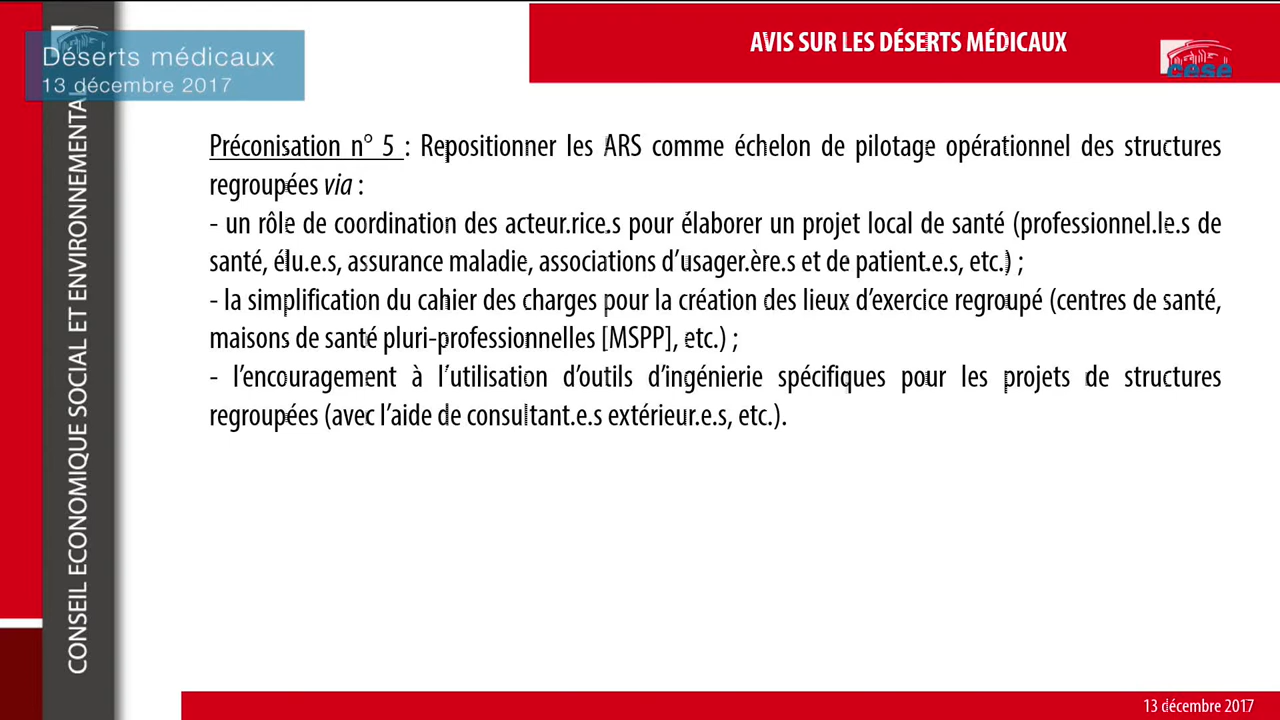 Déserts médicaux
13 décembre 2017
CONSEIL ECONOMIQUE SOCIAL ET ENVIRONNEMENTAL
AVIS SUR LES DÉSERTS MÉDICAUX
cese
Préconisation n° 5 : Repositionner les ARS comme échelon de pilotage opérationnel des structures
regroupées via :
- un rôle de coordination des acteur.rice.s pour élaborer un projet local de santé (professionnel.le.s de
santé, élu.e.s, assurance maladie, associations d’usager.ère.s et de patient.e.s, etc.) ;
- la simplification du cahier des charges pour la création des lieux d’exercice regroupé (centres de santé,
maisons de santé pluri-professionnelles [MSPP], etc.) ;
- l’encouragement à l’utilisation d’outils d’ingénierie spécifiques pour les projets de structures
regroupées (avec l’aide de consultant.e.s extérieur.e.s, etc.).
13 décembre 2017